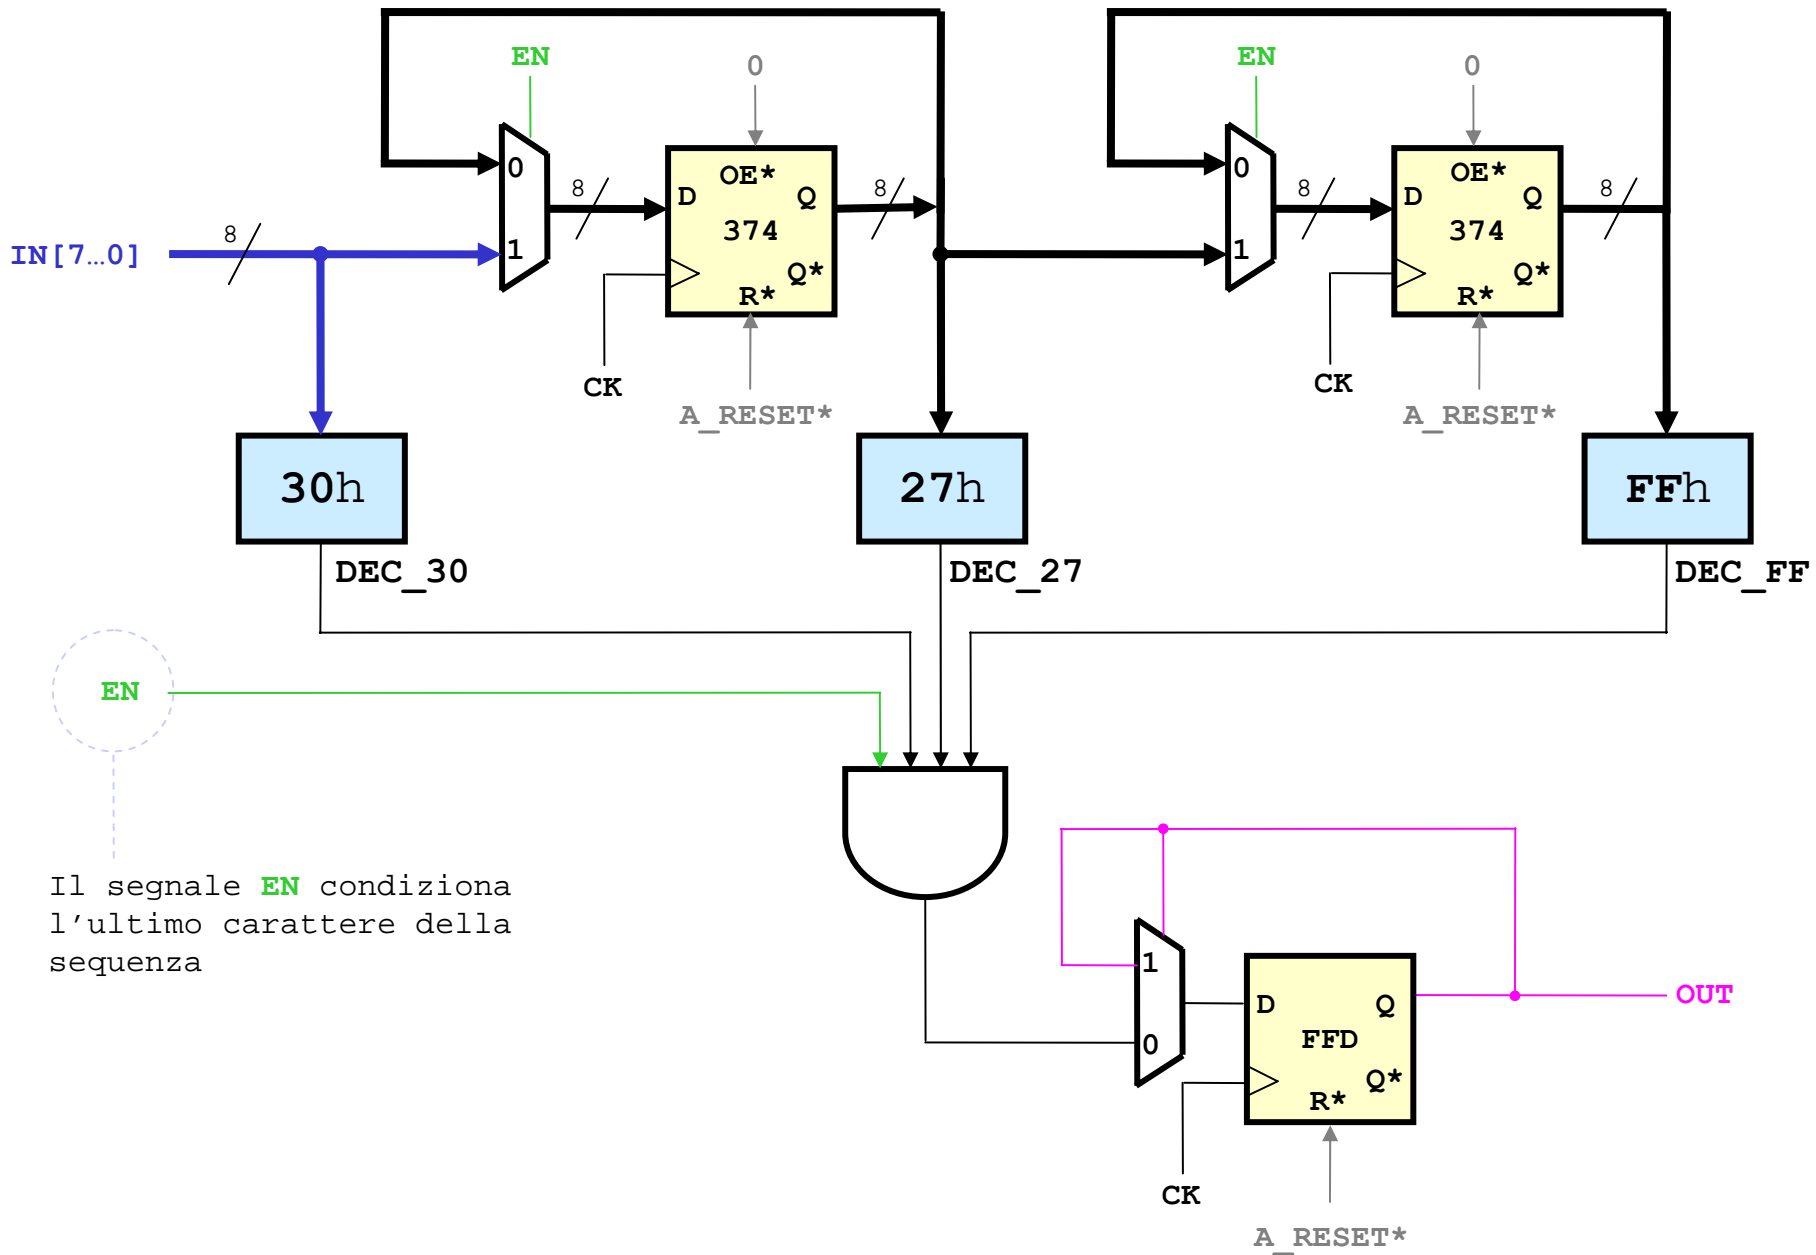 EN
0
EN
0
0
8
D
OE*
Q
374
Q*
R*
8
0
8
D
OE*
Q
374
Q*
R*
8
IN[7…0]
8
1
1
CK
A_RESET*
CK
A_RESET*
30h
27h
FFh
DEC_30
DEC_27
DEC_FF
EN
Il segnale EN condiziona
l'ultimo carattere della
sequenza
1
0
D
Q
FFD
Q*
R*
OUT
CK
A_RESET*